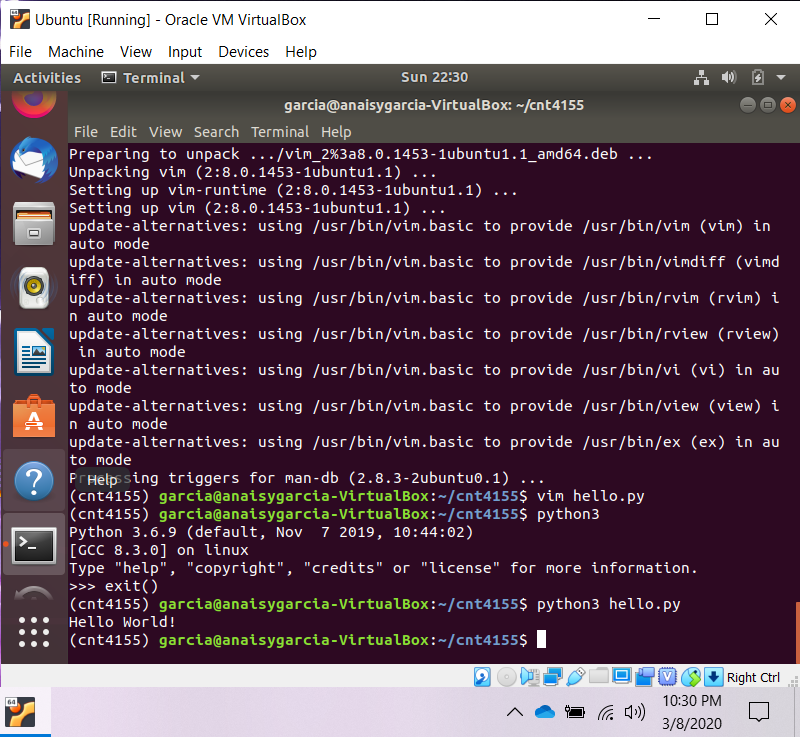 Ubuntu [Running] - Oracle VM VirtualBox
File Machine View Input Devices Help
Activities Terminal Sun 22:30
garcia@anaisygarcia-VirtualBox: ~/cnt4155
File Edit View Search Terminal Help
Preparing to unpack .../vim_2%3a8.0.1453-1ubuntu1.1_amd64.deb ...
Unpacking vim (2:8.0.1453-1ubuntu1.1) ...
Setting up vim-runtime (2:8.0.1453-1ubuntu1.1) ...
Setting up vim (2:8.0.1453-1ubuntu1.1) ...
update-alternatives: using /usr/bin/vim.basic to provide /usr/bin/vim (vim) in
auto mode
update-alternatives: using /usr/bin/vim.basic to provide /usr/bin/vimdiff (vimd
iff) in auto mode
update-alternatives: using /usr/bin/vim.basic to provide /usr/bin/rvim (rvim) i
n auto mode
update-alternatives: using /usr/bin/vim.basic to provide /usr/bin/rview (rview)
 in auto mode
update-alternatives: using /usr/bin/vim.basic to provide /usr/bin/vi (vi) in au
to mode
update-alternatives: using /usr/bin/vim.basic to provide /usr/bin/view (view) i
n auto mode
update-alternatives: using /usr/bin/vim.basic to provide /usr/bin/ex (ex) in au
to mode
Processing triggers for man-db (2.8.3-2ubuntu0.1) ...
Help
(cnt4155) garcia@anaisygarcia-VirtualBox:~/cnt4155$ vim hello.py
(cnt4155) garcia@anaisygarcia-VirtualBox:~/cnt4155$ python3
Python 3.6.9 (default, Nov  7 2019, 10:44:02)
[GCC 8.3.0] on linux
Type "help", "copyright", "credits" or "license" for more information.
>>> exit()
(cnt4155) garcia@anaisygarcia-VirtualBox:~/cnt4155$ python3 hello.py
Hello World!
(cnt4155) garcia@anaisygarcia-VirtualBox:~/cnt4155$
Right Ctrl
64
10:30 PM
3/8/2020